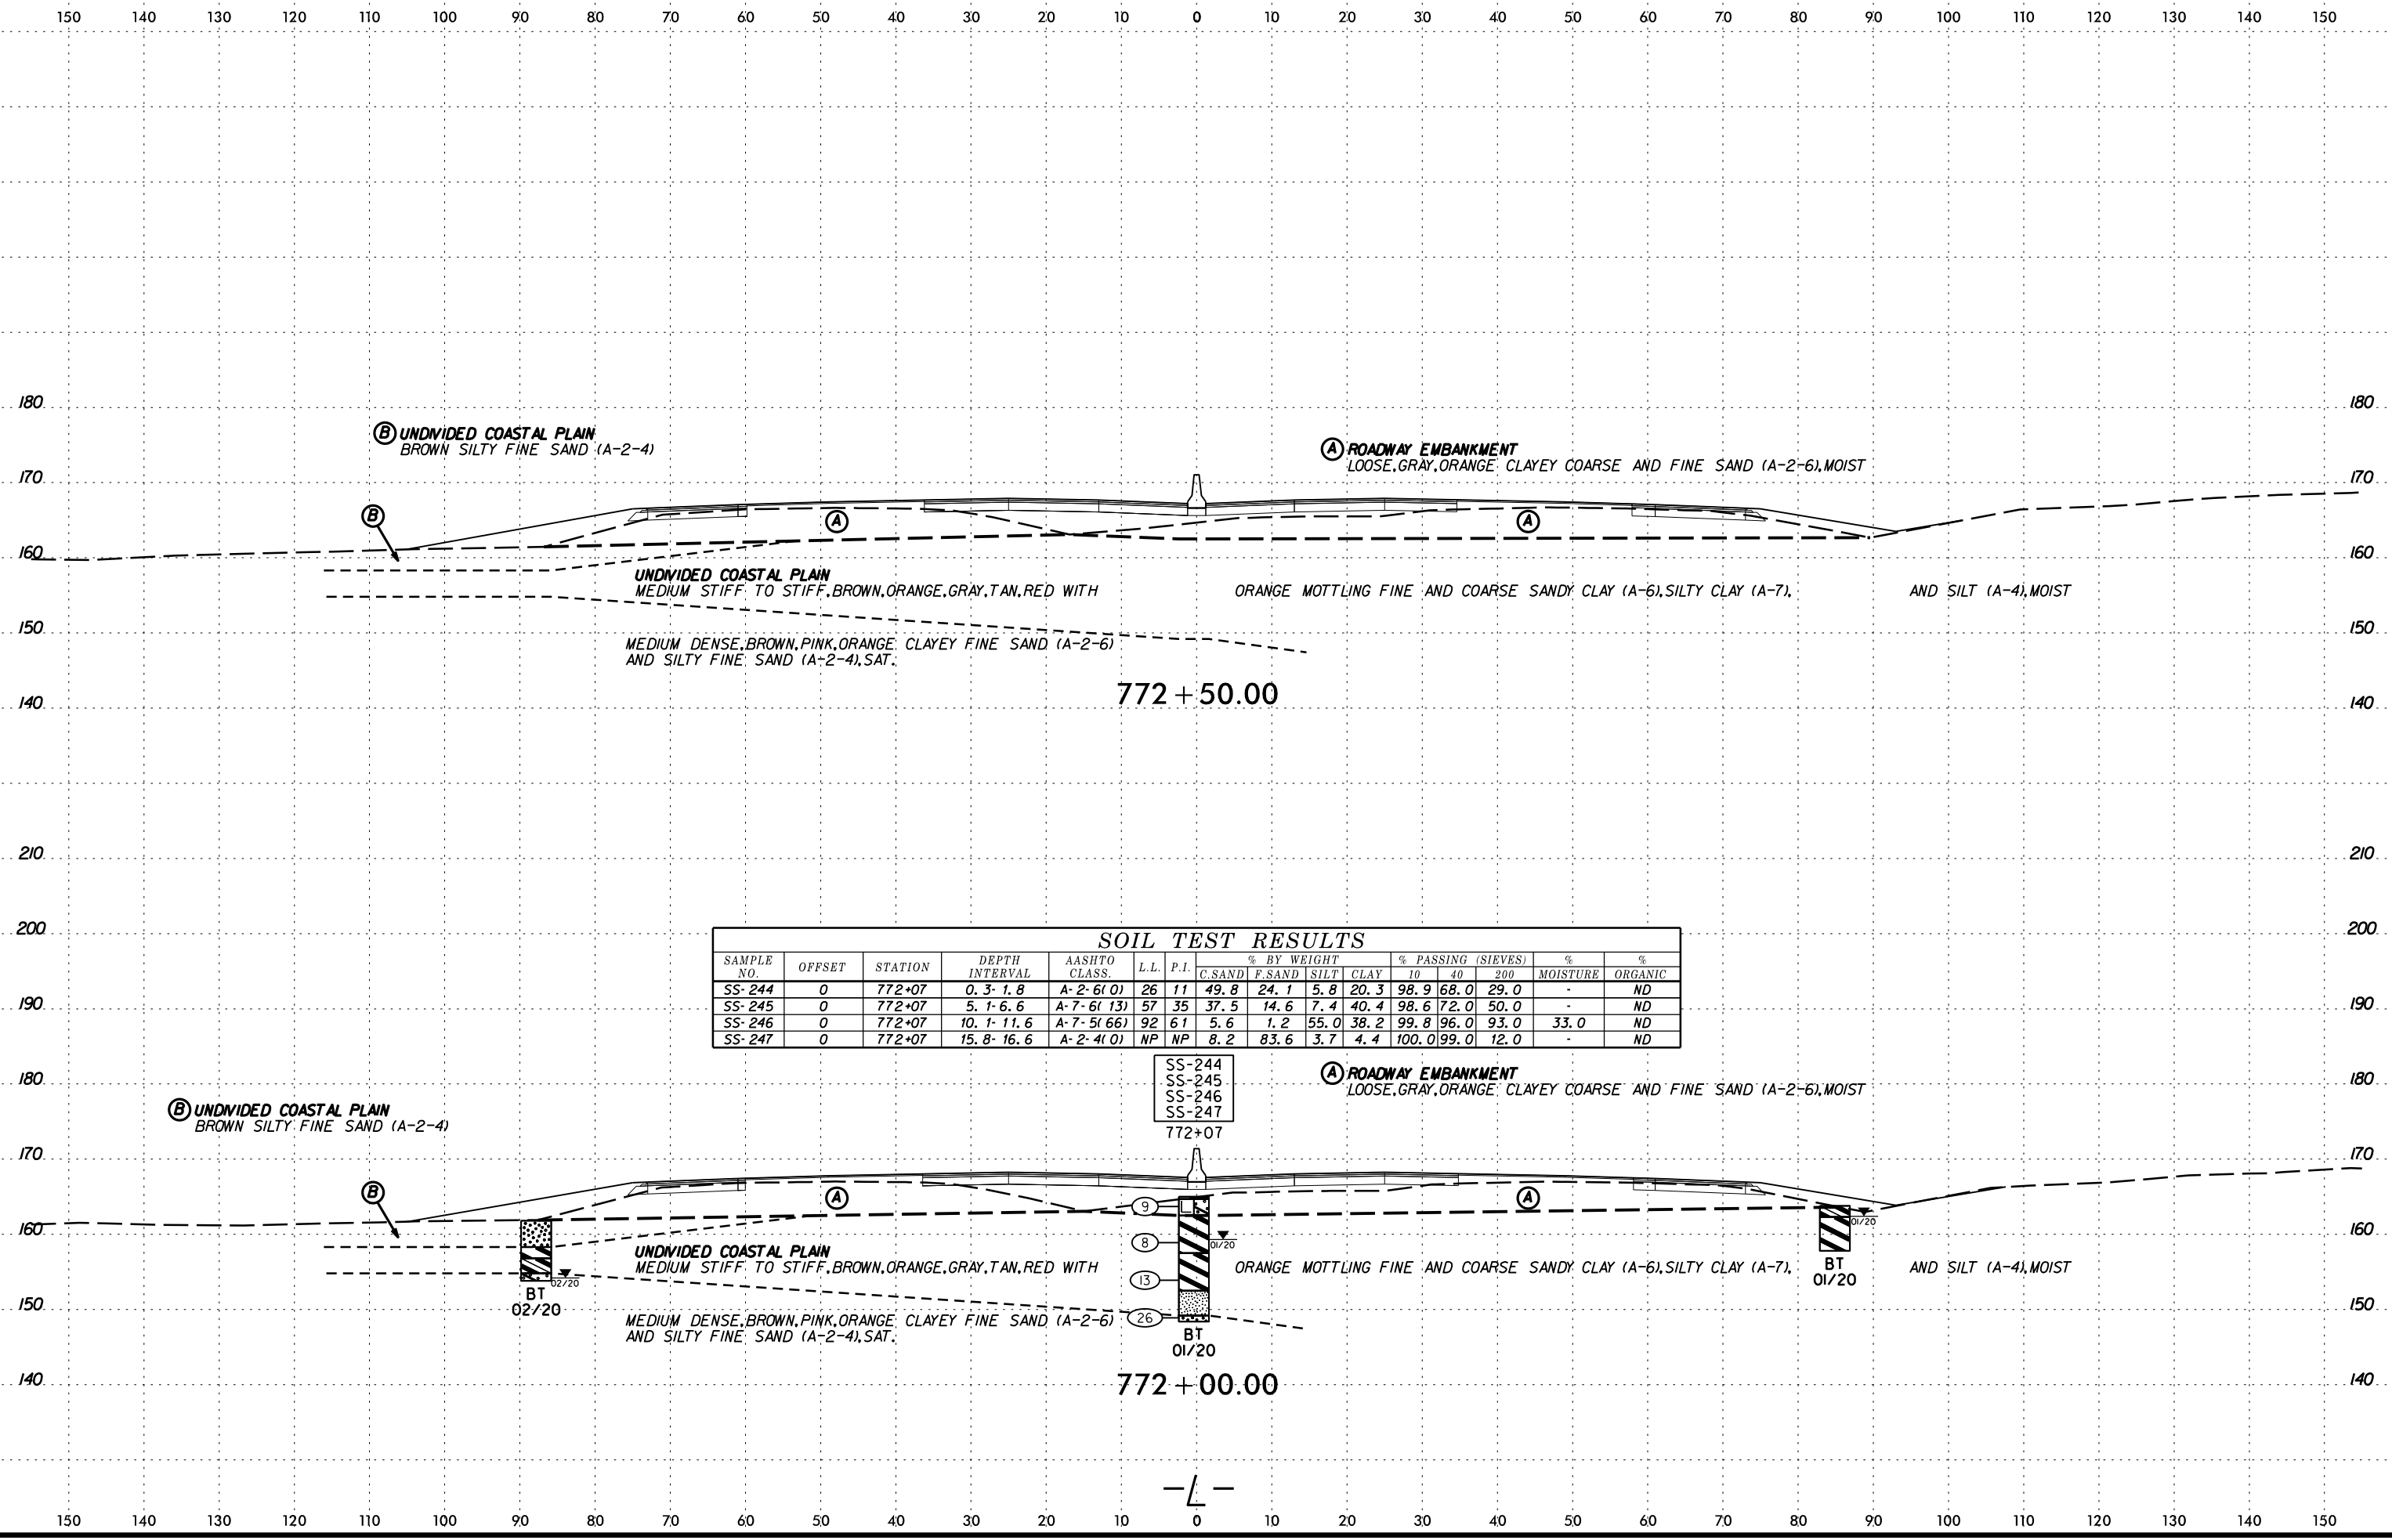 150 140 130 120 110 100 90 80 70 60 50 40 30 20 10 0 10 20 30 40 50 60 70 80 90 100 110 120 130 140 150
180 180
B UNDIVIDED COASTAL PLAIN
BROWN SILTY FINE SAND (A-2-4)
A ROADWAY EMBANKMENT
LOOSE, GRAY, ORANGE CLAYEY COARSE AND FINE SAND (A-2-6), MOIST
170 170
B A A
160 160
UNDIVIDED COASTAL PLAIN
MEDIUM STIFF TO STIFF, BROWN, ORANGE, GRAY, TAN, RED WITH ORANGE MOTTLING FINE AND COARSE SANDY CLAY (A-6), SILTY CLAY (A-7), AND SILT (A-4), MOIST
150 150
MEDIUM DENSE, BROWN, PINK, ORANGE CLAYEY FINE SAND (A-2-6)
AND SILTY FINE SAND (A-2-4), SAT.
772+50.00
140 140
210 210
200 200
SOIL TEST RESULTS
SAMPLE NO. OFFSET STATION DEPTH INTERVAL AASHTO CLASS. L.L. P.I. % BY WEIGHT % PASSING (SIEVES) % MOISTURE % ORGANIC
C.SAND F.SAND SILT CLAY 10 40 200
SS-244 0 772+07 0.3-1.8 A-2-6(0) 26 11 49.8 24.1 5.8 20.3 98.9 68.0 29.0 - ND
190 190
SS-245 0 772+07 5.1-6.6 A-7-6(13) 57 35 37.5 14.6 7.4 40.4 98.6 72.0 50.0 - ND
SS-246 0 772+07 10.1-11.6 A-7-5(66) 92 61 5.6 1.2 55.0 38.2 99.8 96.0 93.0 33.0 ND
SS-247 0 772+07 15.8-16.6 A-2-4(0) NP NP 8.2 83.6 3.7 4.4 100.0 99.0 12.0 - ND
SS-244
SS-245
SS-246
SS-247
772+07
180 180
A ROADWAY EMBANKMENT
LOOSE, GRAY, ORANGE CLAYEY COARSE AND FINE SAND (A-2-6), MOIST
B UNDIVIDED COASTAL PLAIN
BROWN SILTY FINE SAND (A-2-4)
170 170
B A A
9
01/20
160 160
8
01/20
UNDIVIDED COASTAL PLAIN
MEDIUM STIFF TO STIFF, BROWN, ORANGE, GRAY, TAN, RED WITH ORANGE MOTTLING FINE AND COARSE SANDY CLAY (A-6), SILTY CLAY (A-7), AND SILT (A-4), MOIST
BT
01/20
13
02/20
BT
02/20
150 150
26
MEDIUM DENSE, BROWN, PINK, ORANGE CLAYEY FINE SAND (A-2-6)
AND SILTY FINE SAND (A-2-4), SAT.
BT
01/20
772+00.00
140 140
-L-
150 140 130 120 110 100 90 80 70 60 50 40 30 20 10 0 10 20 30 40 50 60 70 80 90 100 110 120 130 140 150